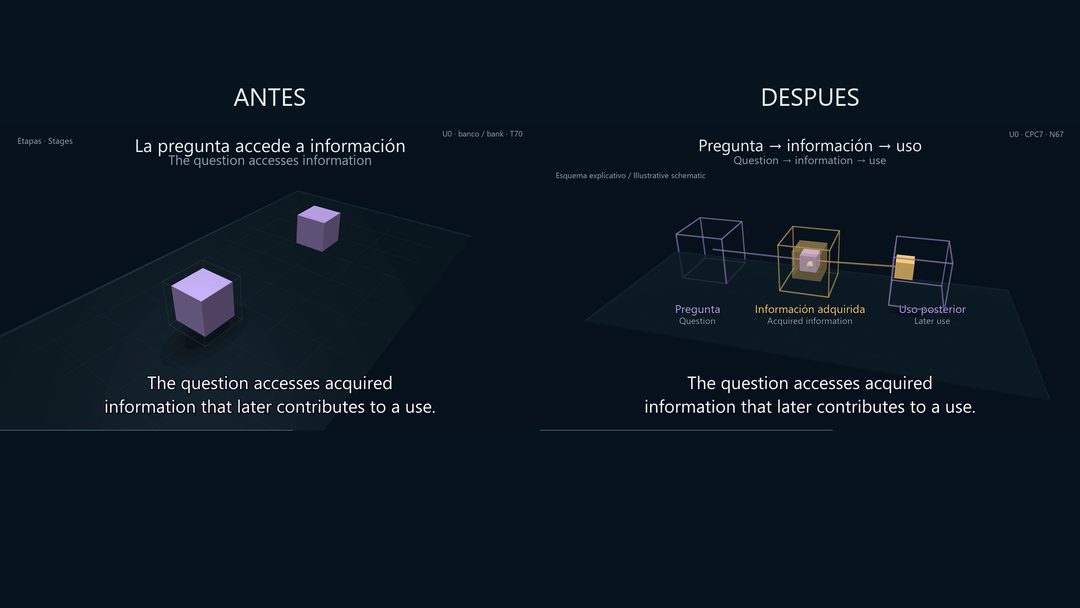 ANTES
Etapas · Stages
U0 · banco / bank · T70
La pregunta accede a información
The question accesses information
The question accesses acquired
information that later contributes to a use.
DESPUES
U0 · CPC7 · N67
Pregunta → información → uso
Question → information → use
Esquema explicativo / Illustrative schematic
Pregunta
Question
Información adquirida
Acquired information
Uso posterior
Later use
The question accesses acquired
information that later contributes to a use.